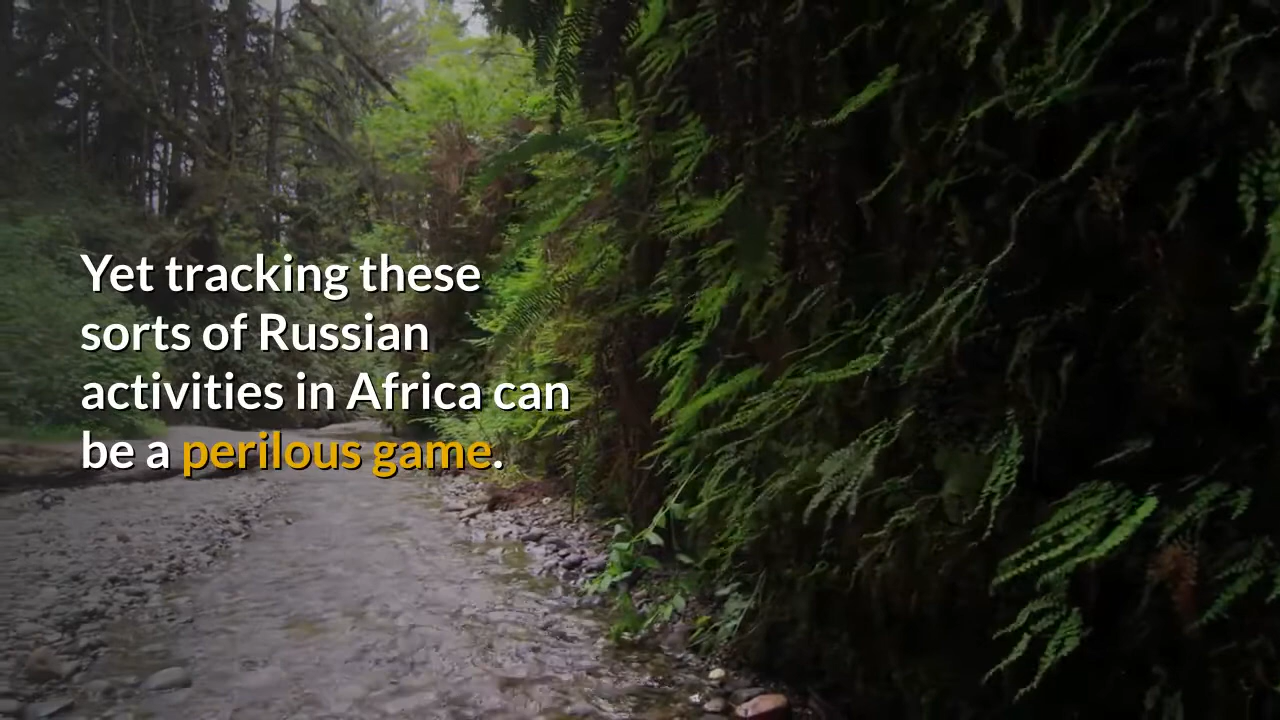 Yet tracking these
sorts of Russian
activities in Africa can
be a perilous game.